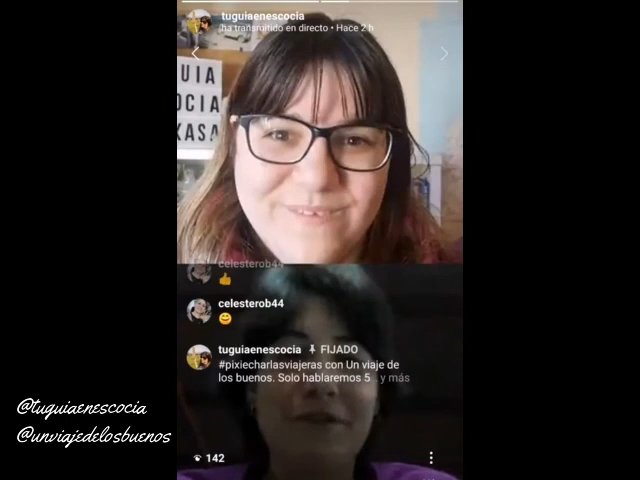 tuguiaenescocia
ha transmitido en directo • Hace 2 h
UIA
OCIA
XASA
celesterob44
👍
celesterob44
😊
tuguiaenescocia FIJADO
#pixiecharlasviajeras con Un viaje de
los buenos. Solo hablaremos 5... y más
@tuguiaenescocia
@unviajedelosbuenos
142